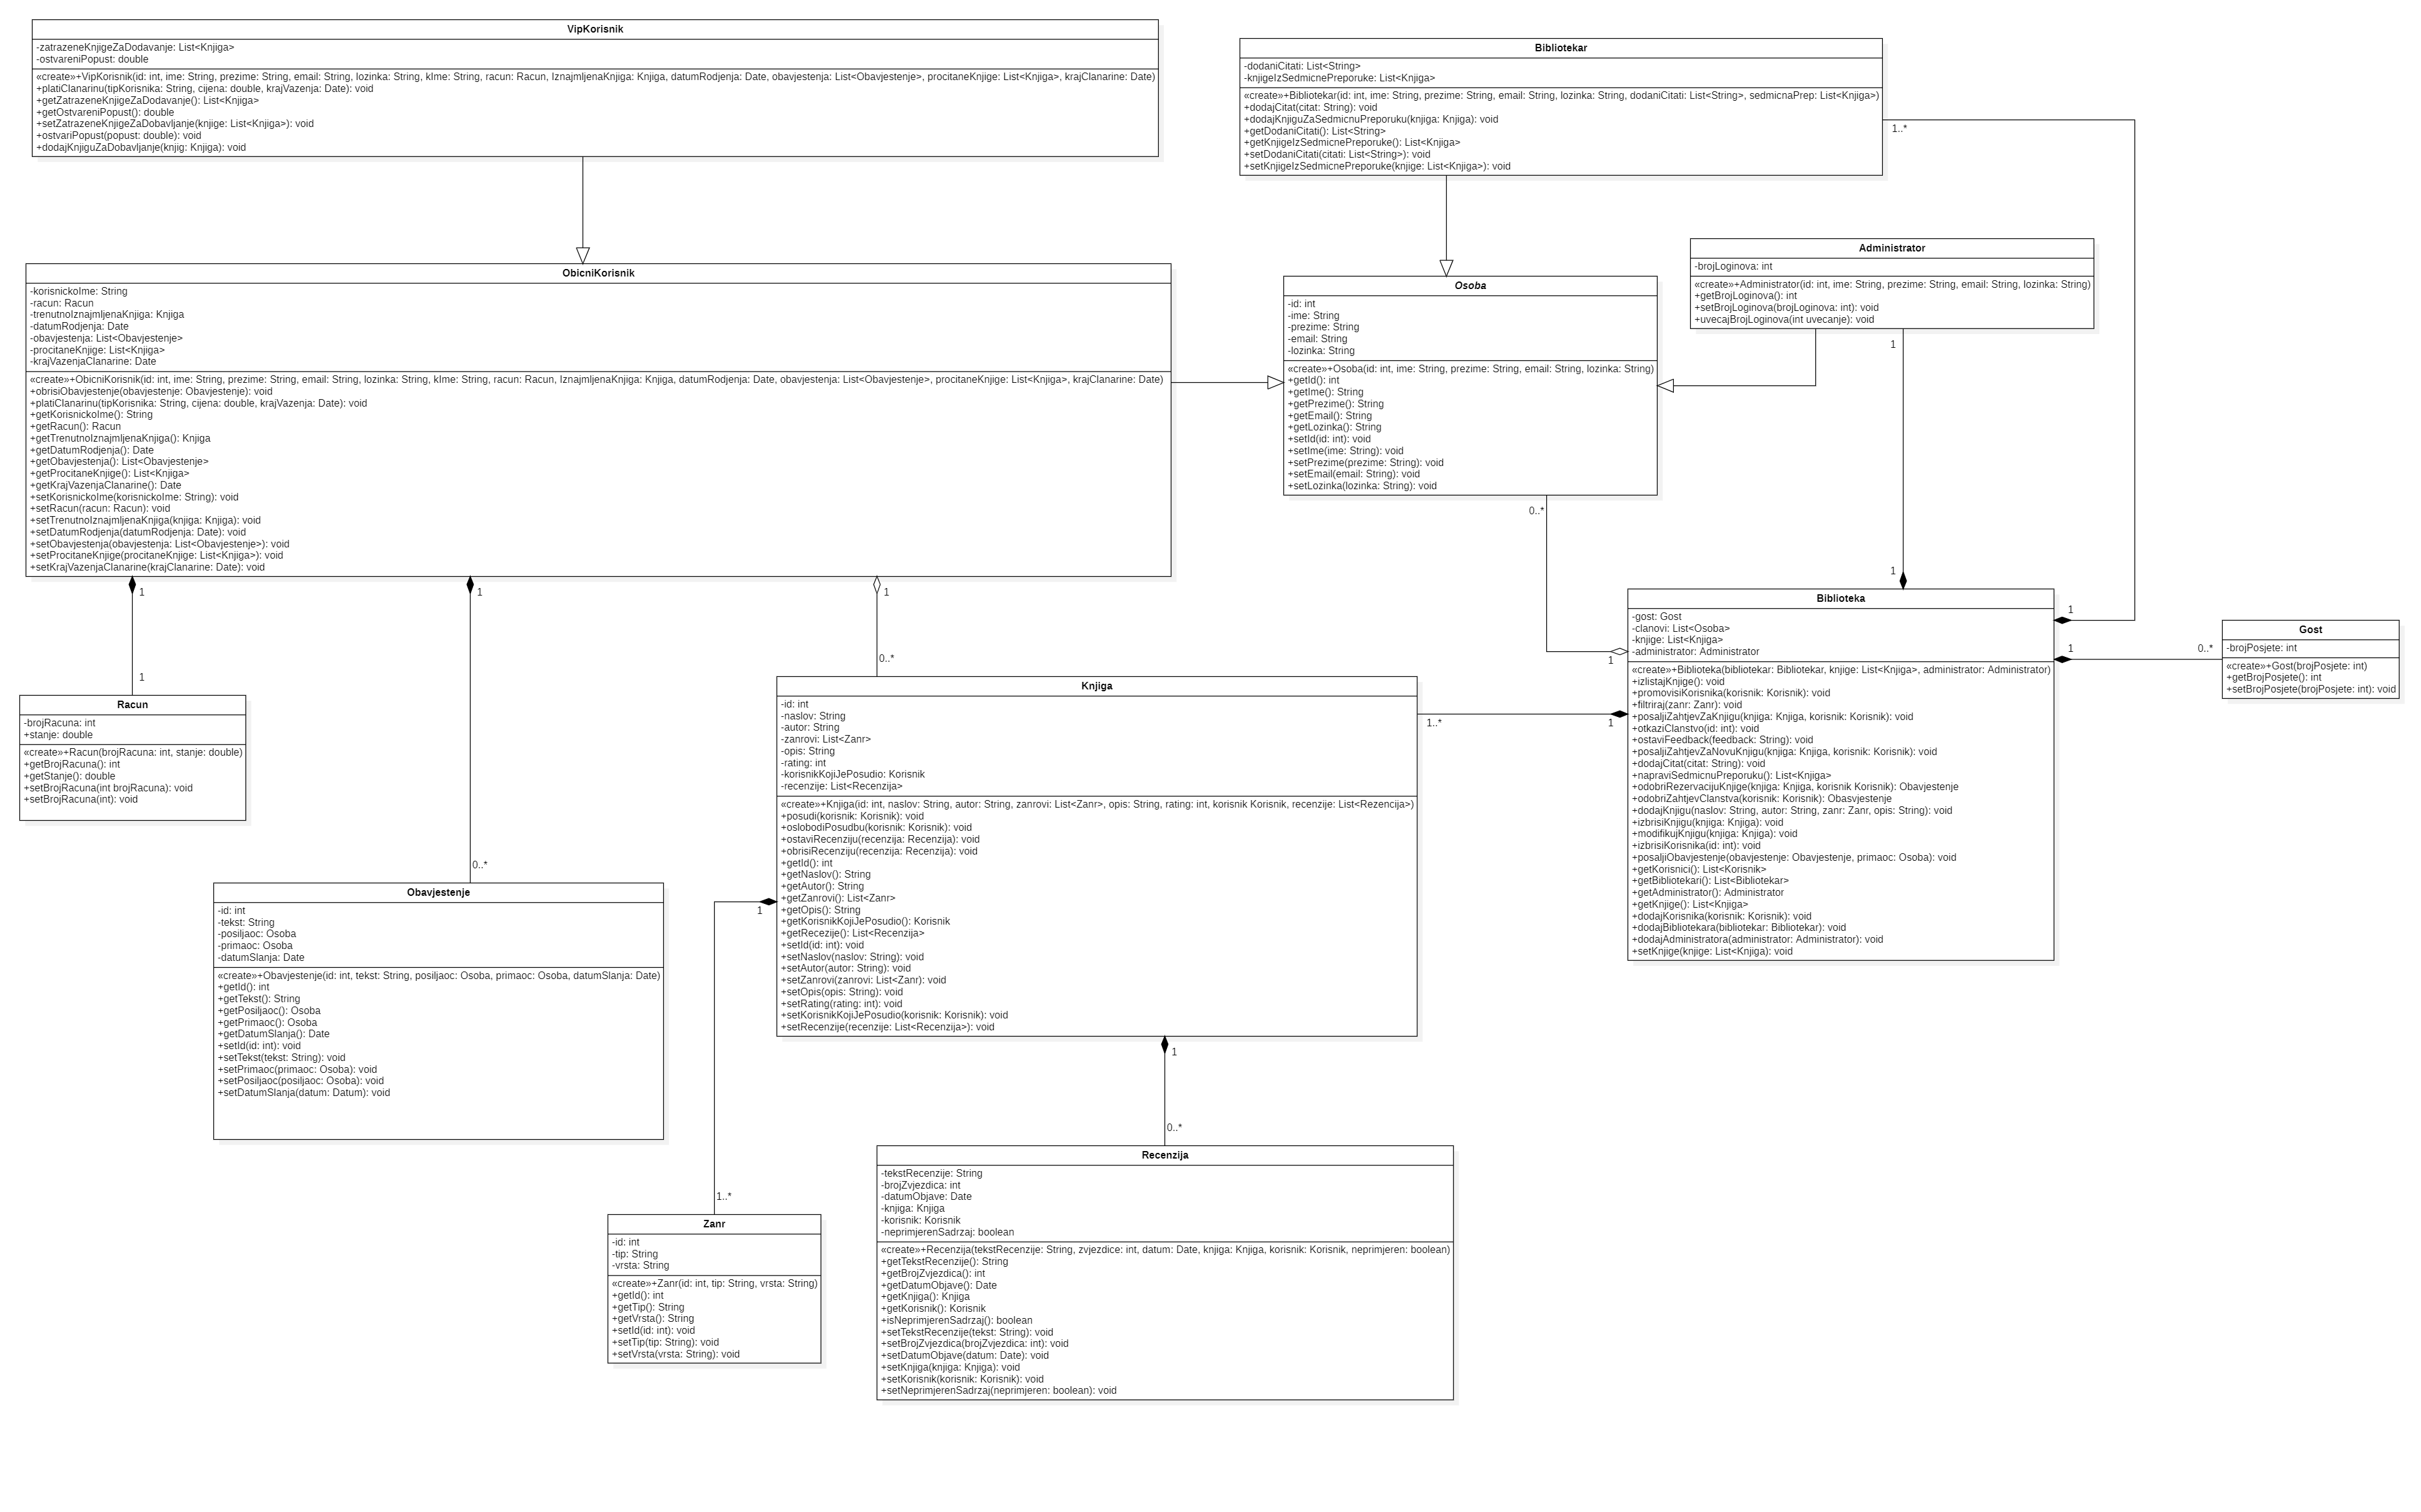 VipKorisnik
-zatrazeneKnjigeZaDodavanje: List<Knjiga>
-ostvareniPopust: double
«create»+VipKorisnik(id: int, ime: String, prezime: String, email: String, lozinka: String, kIme: String, racun: Racun, IznajmljenaKnjiga: Knjiga, datumRodjenja: Date, obavjestenja: List<Obavjestenje>, procitaneKnjige: List<Knjiga>, krajClanarine: Date)
+platiClanarinu(tipKorisnika: String, cijena: double, krajVazenja: Date): void
+getZatrazeneKnjigeZaDodavanje(): List<Knjiga>
+getOstvareniPopust(): double
+setZatrazeneKnjigeZaDobavljanje(knjige: List<Knjiga>): void
+ostvariPopust(popust: double): void
+dodajKnjiguZaDobavljanje(knjig: Knjiga): void
Bibliotekar
-dodaniCitati: List<String>
-knjigeIzSedmicnePreporuke: List<Knjiga>
«create»+Bibliotekar(id: int, ime: String, prezime: String, email: String, lozinka: String, dodaniCitati: List<String>, sedmicnaPrep: List<Knjiga>)
+dodajCitat(citat: String): void
+dodajKnjiguZaSedmicnuPreporuku(knjiga: Knjiga): void
+getDodaniCitati(): List<String>
+getKnjigeIzSedmicnePreporuke(): List<Knjiga>
+setDodaniCitati(citati: List<String>): void
+setKnjigeIzSedmicnePreporuke(knjige: List<Knjiga>): void
1..*
ObicniKorisnik
-korisnickoIme: String
-racun: Racun
-trenutnoIznajmljenaKnjiga: Knjiga
-datumRodjenja: Date
-obavjestenja: List<Obavjestenje>
-procitaneKnjige: List<Knjiga>
-krajVazenjaClanarine: Date
«create»+ObicniKorisnik(id: int, ime: String, prezime: String, email: String, lozinka: String, kIme: String, racun: Racun, IznajmljenaKnjiga: Knjiga, datumRodjenja: Date, obavjestenja: List<Obavjestenje>, procitaneKnjige: List<Knjiga>, krajClanarine: Date)
+obrisiObavjestenje(obavjestenje: Obavjestenje): void
+platiClanarinu(tipKorisnika: String, cijena: double, krajVazenja: Date): void
+getKorisnickoIme(): String
+getRacun(): Racun
+getTrenutnoIznajmljenaKnjiga(): Knjiga
+getDatumRodjenja(): Date
+getObavjestenja(): List<Obavjestenje>
+getProcitaneKnjige(): List<Knjiga>
+getKrajVazenjaClanarine(): Date
+setKorisnickoIme(korisnickoIme: String): void
+setRacun(racun: Racun): void
+setTrenutnoIznajmljenaKnjiga(knjiga: Knjiga): void
+setDatumRodjenja(datumRodjenja: Date): void
+setObavjestenja(obavjestenja: List<Obavjestenje>): void
+setProcitaneKnjige(procitaneKnjige: List<Knjiga>): void
+setKrajVazenjaClanarine(krajClanarine: Date): void
Osoba
-id: int
-ime: String
-prezime: String
-email: String
-lozinka: String
«create»+Osoba(id: int, ime: String, prezime: String, email: String, lozinka: String)
+getId(): int
+getIme(): String
+getPrezime(): String
+getEmail(): String
+getLozinka(): String
+setId(id: int): void
+setIme(ime: String): void
+setPrezime(prezime: String): void
+setEmail(email: String): void
+setLozinka(lozinka: String): void
Administrator
-brojLoginova: int
«create»+Administrator(id: int, ime: String, prezime: String, email: String, lozinka: String)
+getBrojLoginova(): int
+setBrojLoginova(brojLoginova: int): void
+uvecajBrojLoginova(int uvecanje): void
1
0..*
1
1
1
1
1
Biblioteka
-gost: Gost
-clanovi: List<Osoba>
-knjige: List<Knjiga>
-administrator: Administrator
«create»+Biblioteka(bibliotekar: Bibliotekar, knjige: List<Knjiga>, administrator: Administrator)
+izlistajKnjige(): void
+promovisiKorisnika(korisnik: Korisnik): void
+filtriraj(zanr: Zanr): void
+posaljiZahtjevZaKnjigu(knjiga: Knjiga, korisnik: Korisnik): void
+otkaziClanstvo(id: int): void
+ostaviFeedback(feedback: String): void
+posaljiZahtjevZaNovuKnjigu(knjiga: Knjiga, korisnik: Korisnik): void
+dodajCitat(citat: String): void
+napraviSedmicnuPreporuku(): List<Knjiga>
+odobriRezervacijuKnjige(knjiga: Knjiga, korisnik Korisnik): Obavjestenje
+odobriZahtjevClanstva(korisnik: Korisnik): Obasvjestenje
+dodajKnjigu(naslov: String, autor: String, zanr: Zanr, opis: String): void
+izbrisiKnjigu(knjiga: Knjiga): void
+modifikujKnjigu(knjiga: Knjiga): void
+izbrisiKorisnika(id: int): void
+posaljiObavjestenje(obavjestenje: Obavjestenje, primaoc: Osoba): void
+getKorisnici(): List<Korisnik>
+getBibliotekari(): List<Bibliotekar>
+getAdministrator(): Administrator
+getKnjige(): List<Knjiga>
+dodajKorisnika(korisnik: Korisnik): void
+dodajBibliotekara(bibliotekar: Bibliotekar): void
+dodajAdministratora(administrator: Administrator): void
+setKnjige(knjige: List<Knjiga): void
1
1
0..*
1
1..*
1
Gost
-brojPosjete: int
«create»+Gost(brojPosjete: int)
+getBrojPosjete(): int
+setBrojPosjete(brojPosjete: int): void
0..*
1
Racun
-brojRacuna: int
+stanje: double
«create»+Racun(brojRacuna: int, stanje: double)
+getBrojRacuna(): int
+getStanje(): double
+setBrojRacuna(int brojRacuna): void
+setBrojRacuna(int): void
Knjiga
-id: int
-naslov: String
-autor: String
-zanrovi: List<Zanr>
-opis: String
-rating: int
-korisnikKojiJePosudio: Korisnik
-recenzije: List<Recenzija>
«create»+Knjiga(id: int, naslov: String, autor: String, zanrovi: List<Zanr>, opis: String, rating: int, korisnik Korisnik, recenzije: List<Rezencija>)
+posudi(korisnik: Korisnik): void
+oslobodiPosudbu(korisnik: Korisnik): void
+ostaviRecenziju(recenzija: Recenzija): void
+obrisiRecenziju(recenzija: Recenzija): void
+getId(): int
+getNaslov(): String
+getAutor(): String
+getZanrovi(): List<Zanr>
+getOpis(): String
+getKorisnikKojiJePosudio(): Korisnik
+getRecezije(): List<Recenzija>
+setId(id: int): void
+setNaslov(naslov: String): void
+setAutor(autor: String): void
+setZanrovi(zanrovi: List<Zanr): void
+setOpis(opis: String): void
+setRating(rating: int): void
+setKorisnikKojiJePosudio(korisnik: Korisnik): void
+setRecenzije(recenzije: List<Recenzija>): void
0..*
1
1
Obavjestenje
-id: int
-tekst: String
-posiljaoc: Osoba
-primaoc: Osoba
-datumSlanja: Date
«create»+Obavjestenje(id: int, tekst: String, posiljaoc: Osoba, primaoc: Osoba, datumSlanja: Date)
+getId(): int
+getTekst(): String
+getPosiljaoc(): Osoba
+getPrimaoc(): Osoba
+getDatumSlanja(): Date
+setId(id: int): void
+setTekst(tekst: String): void
+setPrimaoc(primaoc: Osoba): void
+setPosiljaoc(posiljaoc: Osoba): void
+setDatumSlanja(datum: Datum): void
0..*
1..*
Zanr
-id: int
-tip: String
-vrsta: String
«create»+Zanr(id: int, tip: String, vrsta: String)
+getId(): int
+getTip(): String
+getVrsta(): String
+setId(id: int): void
+setTip(tip: String): void
+setVrsta(vrsta: String): void
Recenzija
-tekstRecenzije: String
-brojZvjezdica: int
-datumObjave: Date
-knjiga: Knjiga
-korisnik: Korisnik
-neprimjerenSadrzaj: boolean
«create»+Recenzija(tekstRecenzije: String, zvjezdice: int, datum: Date, knjiga: Knjiga, korisnik: Korisnik, neprimjeren: boolean)
+getTekstRecenzije(): String
+getBrojZvjezdica(): int
+getDatumObjave(): Date
+getKnjiga(): Knjiga
+getKorisnik(): Korisnik
+isNeprimjerenSadrzaj(): boolean
+setTekstRecenzije(tekst: String): void
+setBrojZvjezdica(brojZvjezdica: int): void
+setDatumObjave(datum: Date): void
+setKnjiga(knjiga: Knjiga): void
+setKorisnik(korisnik: Korisnik): void
+setNeprimjerenSadrzaj(neprimjeren: boolean): void